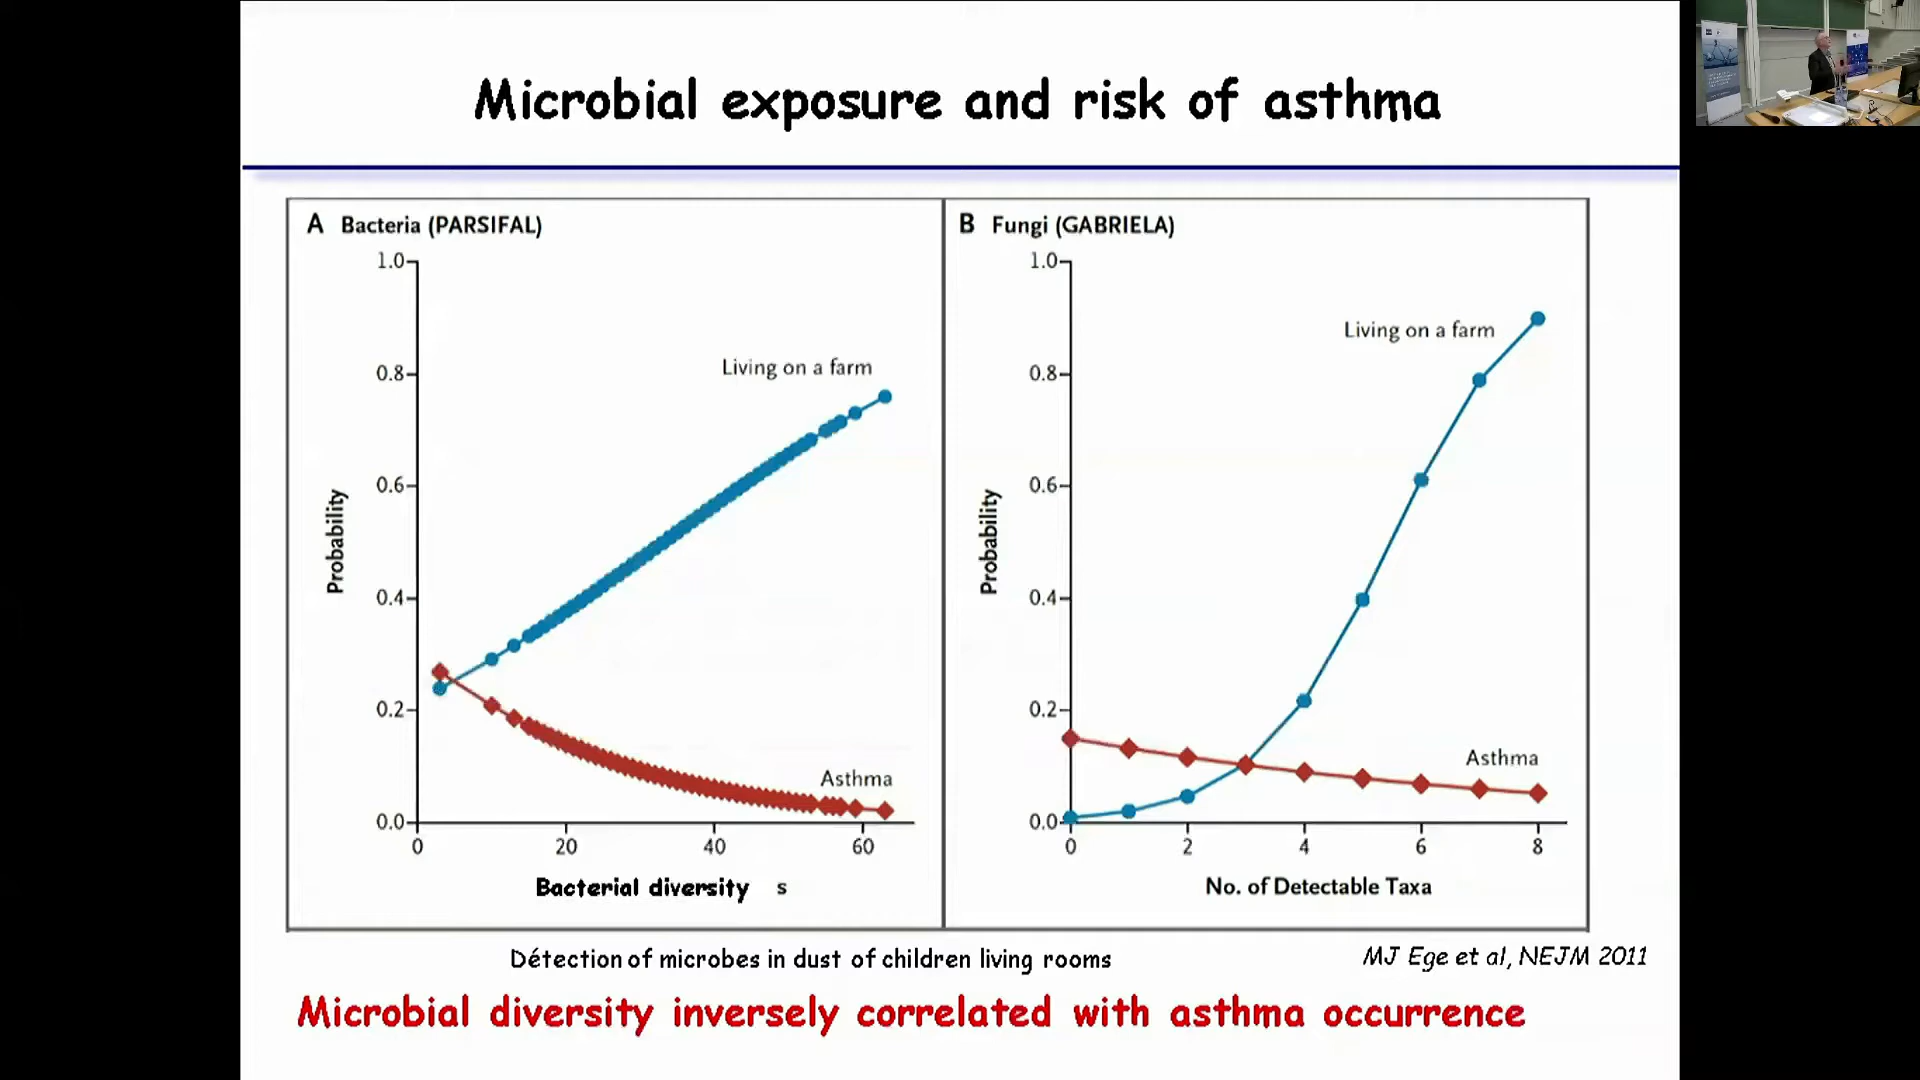 Microbial exposure and risk of asthma
A Bacteria (PARSIFAL)
1.0
0.8
0.6
0.4
0.2
0.0
Probability
Living on a farm
Asthma
0 20 40 60
Bacterial diversity s
B Fungi (GABRIELA)
1.0
0.8
0.6
0.4
0.2
0.0
Probability
Living on a farm
Asthma
0 2 4 6 8
No. of Detectable Taxa
Détection of microbes in dust of children living rooms
MJ Ege et al, NEJM 2011
Microbial diversity inversely correlated with asthma occurrence